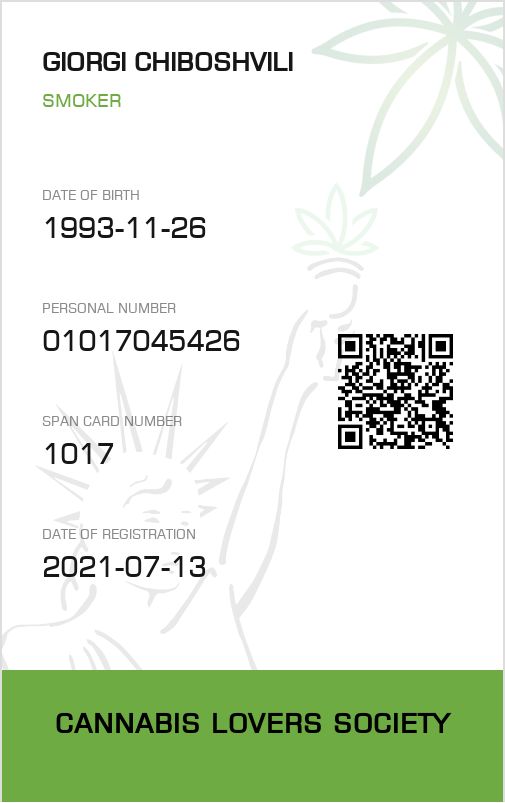 GIORGI CHIBOSHVILI
SMOKER
DATE OF BIRTH
1993-11-26
PERSONAL NUMBER
01017045426
SPAN CARD NUMBER
1017
DATE OF REGISTRATION
2021-07-13
CANNABIS LOVERS SOCIETY